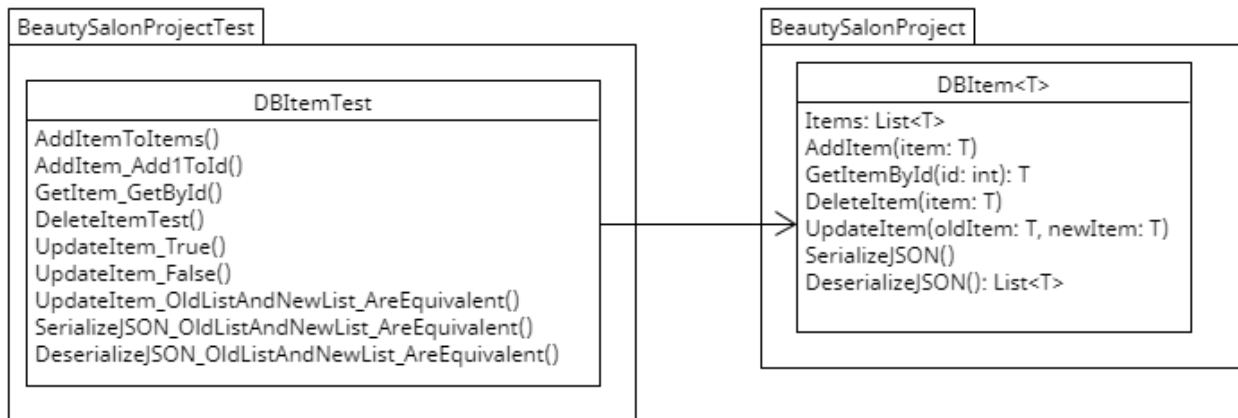 BeautySalonProjectTest
DBItemTest
AddItemToItems()
AddItem_Add1ToId()
GetItem_GetById()
DeleteItemTest()
UpdateItem_True()
UpdateItem_False()
UpdateItem_OldListAndNewList_AreEquivalent()
SerializeJSON_OldListAndNewList_AreEquivalent()
DeserializeJSON_OldListAndNewList_AreEquivalent()
BeautySalonProject
DBItem<T>
Items: List<T>
AddItem(item: T)
GetItemById(id: int): T
DeleteItem(item: T)
UpdateItem(oldItem: T, newItem: T)
SerializeJSON()
DeserializeJSON(): List<T>